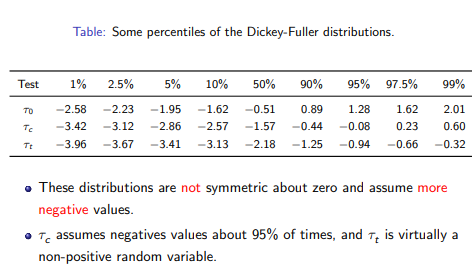 Table: Some percentiles of the Dickey-Fuller distributions.
Test 1% 2.5% 5% 10% 50% 90% 95% 97.5% 99%
τ0 −2.58 −2.23 −1.95 −1.62 −0.51 0.89 1.28 1.62 2.01
τc −3.42 −3.12 −2.86 −2.57 −1.57 −0.44 −0.08 0.23 0.60
τt −3.96 −3.67 −3.41 −3.13 −2.18 −1.25 −0.94 −0.66 −0.32
These distributions are not symmetric about zero and assume more
negative values.
τc assumes negatives values about 95% of times, and τt is virtually a
non-positive random variable.